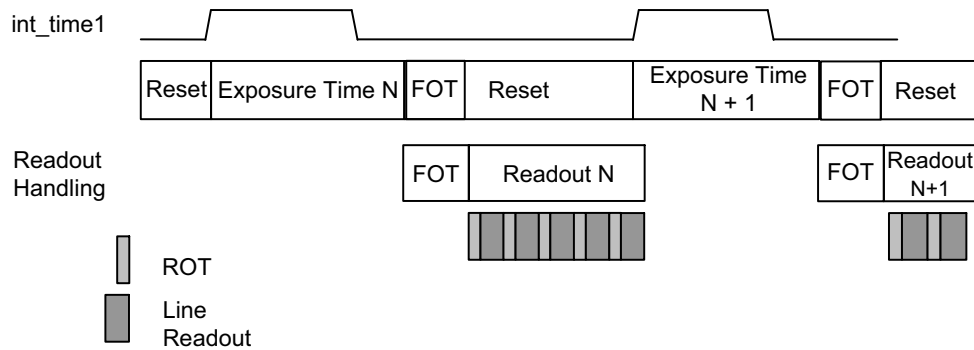 int_time1
Reset Exposure Time N FOT Reset Exposure Time N + 1 FOT Reset
Readout Handling FOT Readout N FOT Readout N+1
ROT
Line
Readout